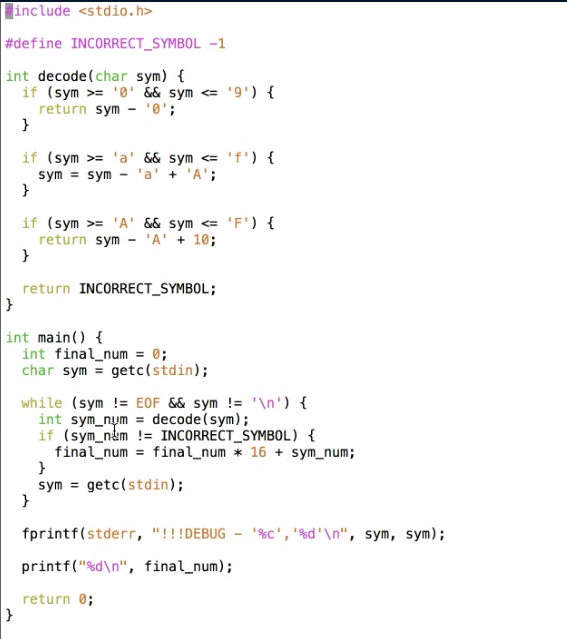 #include <stdio.h>
#define INCORRECT_SYMBOL -1
int decode(char sym) {
if (sym >= '0' && sym <= '9') {
return sym - '0';
}
if (sym >= 'a' && sym <= 'f') {
sym = sym - 'a' + 'A';
}
if (sym >= 'A' && sym <= 'F') {
return sym - 'A' + 10;
}
return INCORRECT_SYMBOL;
}
int main() {
int final_num = 0;
char sym = getc(stdin);
while (sym != EOF && sym != '\n') {
int sym_num = decode(sym);
if (sym_num != INCORRECT_SYMBOL) {
final_num = final_num * 16 + sym_num;
}
sym = getc(stdin);
}
fprintf(stderr, "!!!DEBUG - '%c','%d'\n", sym, sym);
printf("%d\n", final_num);
return 0;
}